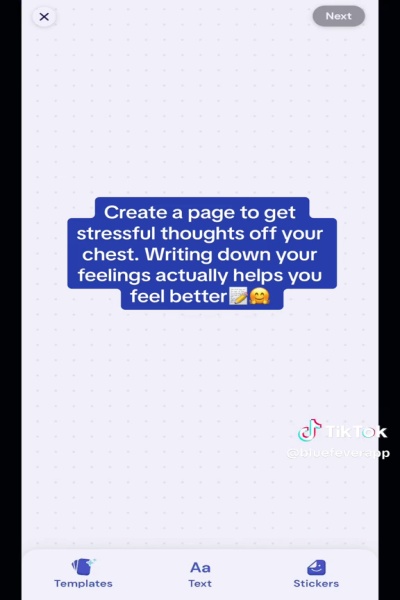 Next
Create a page to get
stressful thoughts off your
chest. Writing down your
feelings actually helps you
feel better📝🤗
TikTok
@bluefeverapp
Aa
Templates
Text
Stickers